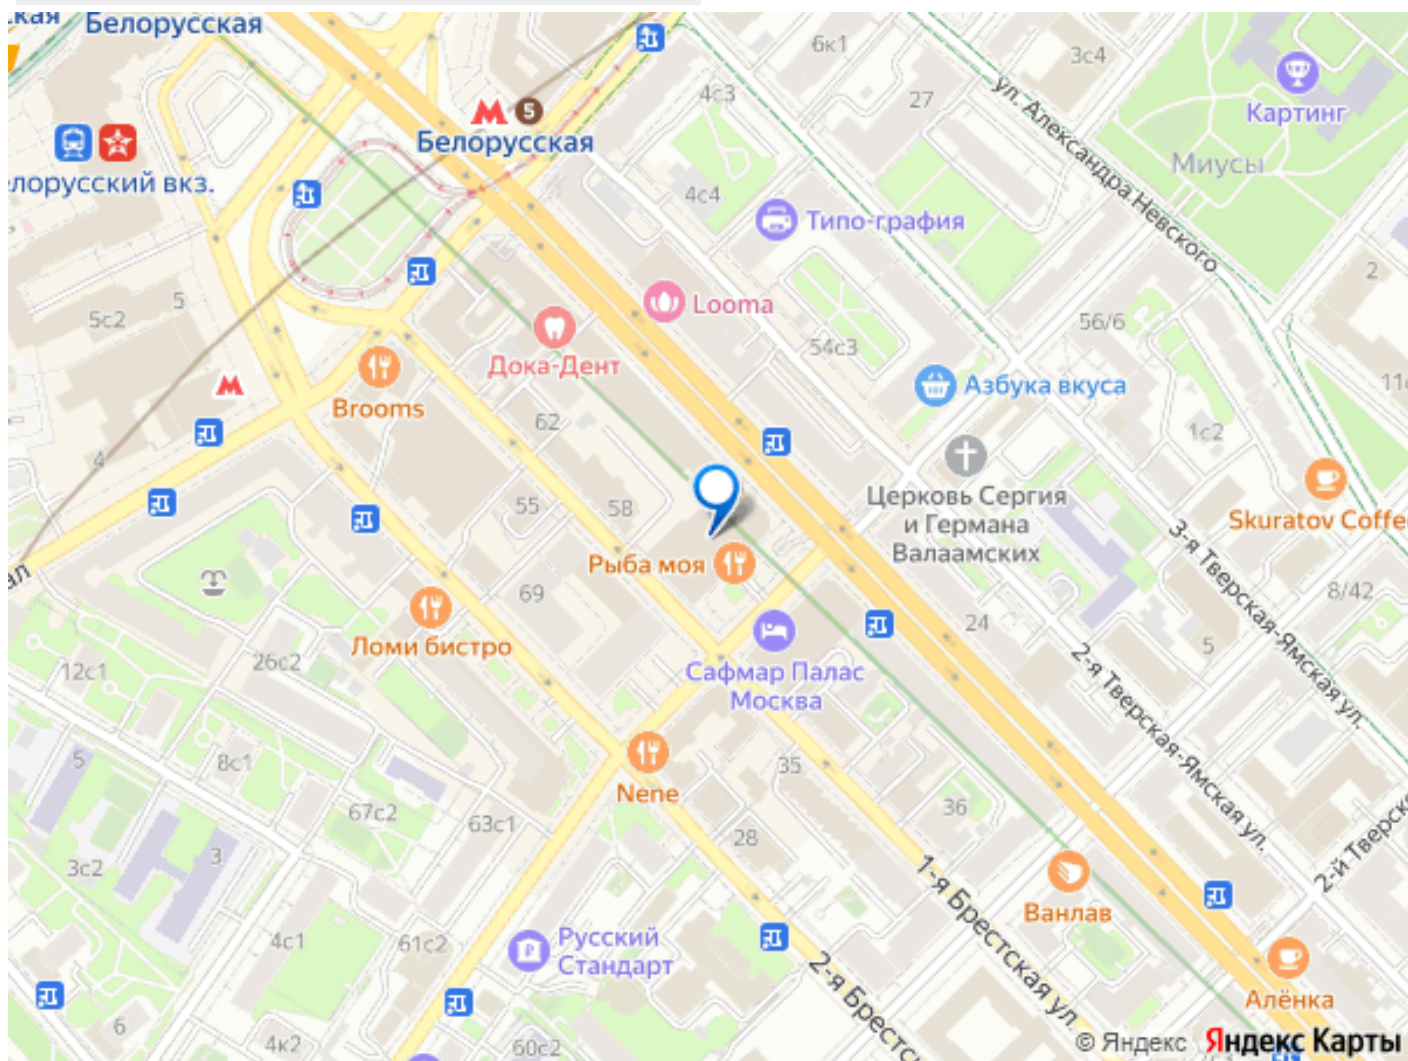 Белорусская
6к1
3с4
4с3
27
Картинг
5
Белорусская
ул. Александра Невского
Миусы
елорусский вкз.
4с4
Типо-графия
2
5
5с2
Looma
56/6
54с3
Дока-Дент
Азбука вкуса
Brooms
62
1с2
4
55
58
Церковь Сергия
и Германа
Валаамских
Skuratov Coffe
3-я Тверская-Ямская ул.
Рыба моя
69
8/42
24
5
Ломи бистро
26с2
12с1
Сафмар Палас
Москва
2-я Тверская-Ямская ул.
5
8с1
35
Nene
67с2
63с1
36
28
3с2
3
1-я Брестская ул.
2-й Тверско
Ванлав
4с1
61с2
Русский
Стандарт
2-я Брестс
Алёнка
6
4к2
60с2
© Яндекс Яндекс Карты